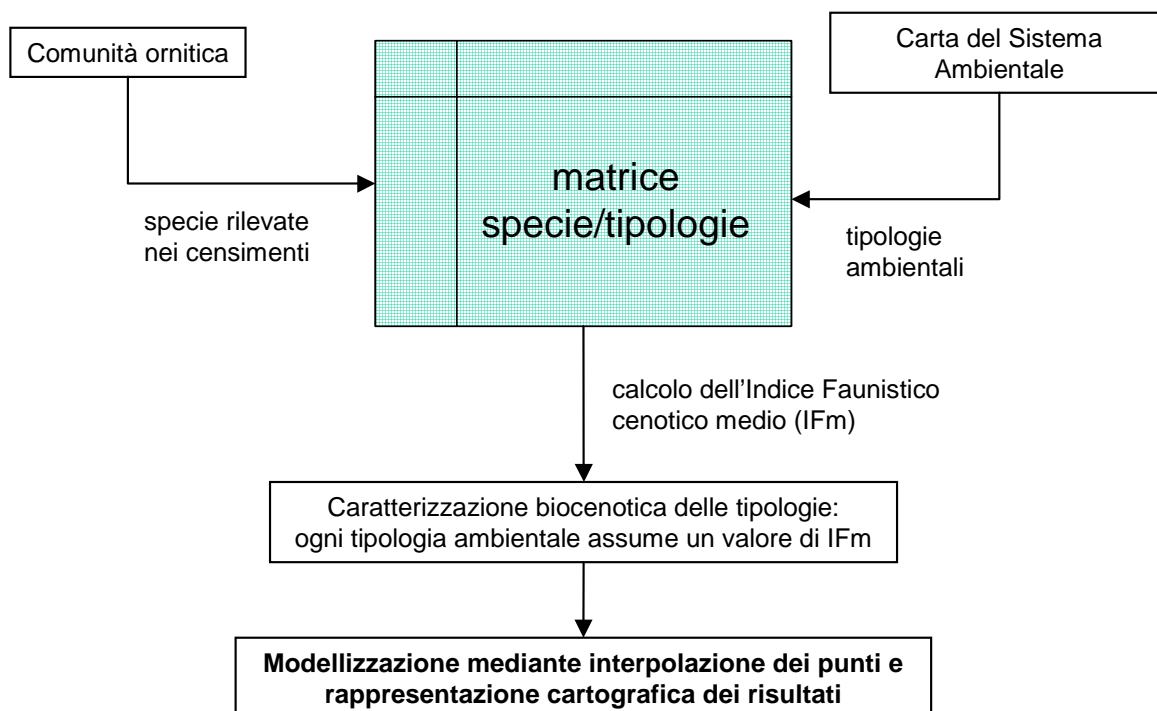 Comunità ornitica
Carta del Sistema
Ambientale
matrice
specie/tipologie
specie rilevate
nei censimenti
tipologie
ambientali
calcolo dell’Indice Faunistico
cenotico medio (IFm)
Caratterizzazione biocenotica delle tipologie:
ogni tipologia ambientale assume un valore di IFm
Modellizzazione mediante interpolazione dei punti e
rappresentazione cartografica dei risultati